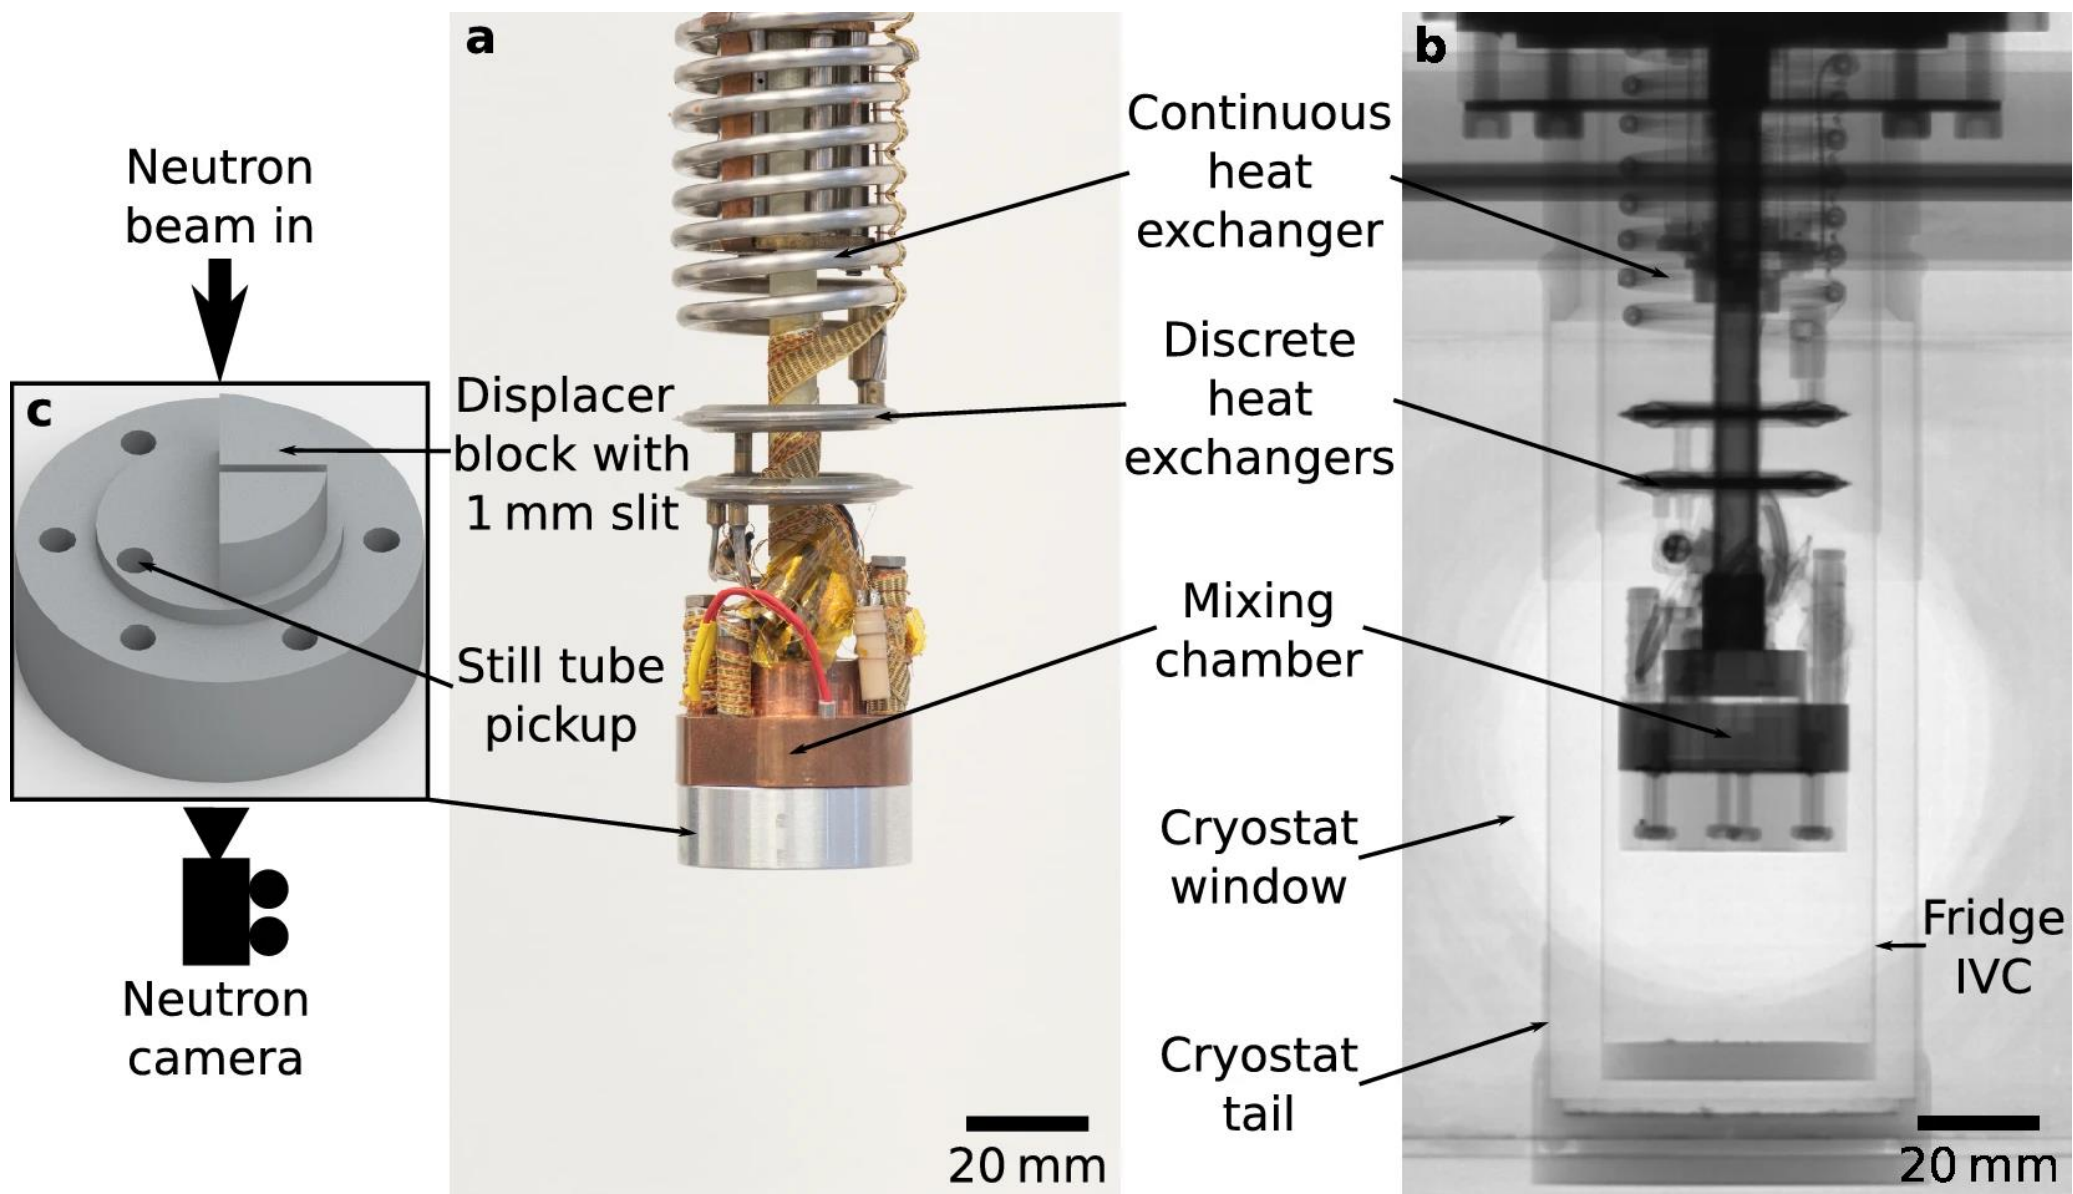 a
b
c
Neutron
beam in
Continuous
heat
exchanger
Discrete
heat
exchangers
Displacer
block with
1 mm slit
Still tube
pickup
Mixing
chamber
Cryostat
window
Fridge
IVC
Cryostat
tail
Neutron
camera
20 mm
20 mm